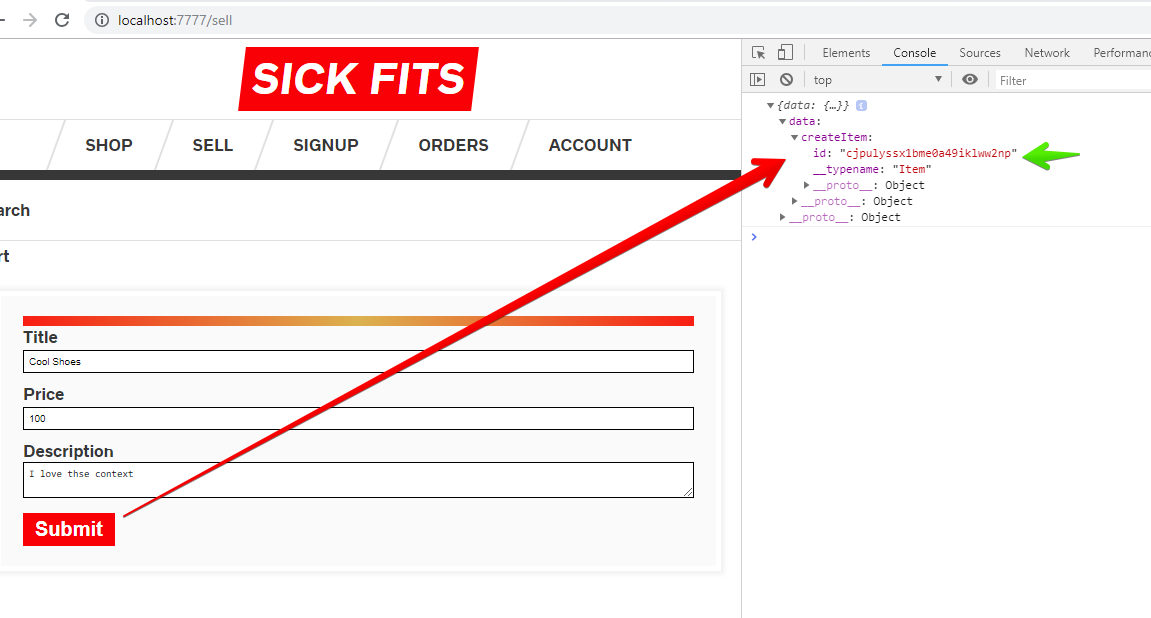 localhost:7777/sell
SICK FITS
SHOP SELL SIGNUP ORDERS ACCOUNT
arch
rt
Title
Cool Shoes
Price
100
Description
I love thse context
Submit
Elements Console Sources Network Performanc
top Filter
{data: {…}} i
data:
createItem:
id: "cjpulyssx1bme0a49iklww2np"
__typename: "Item"
__proto__: Object
__proto__: Object
__proto__: Object